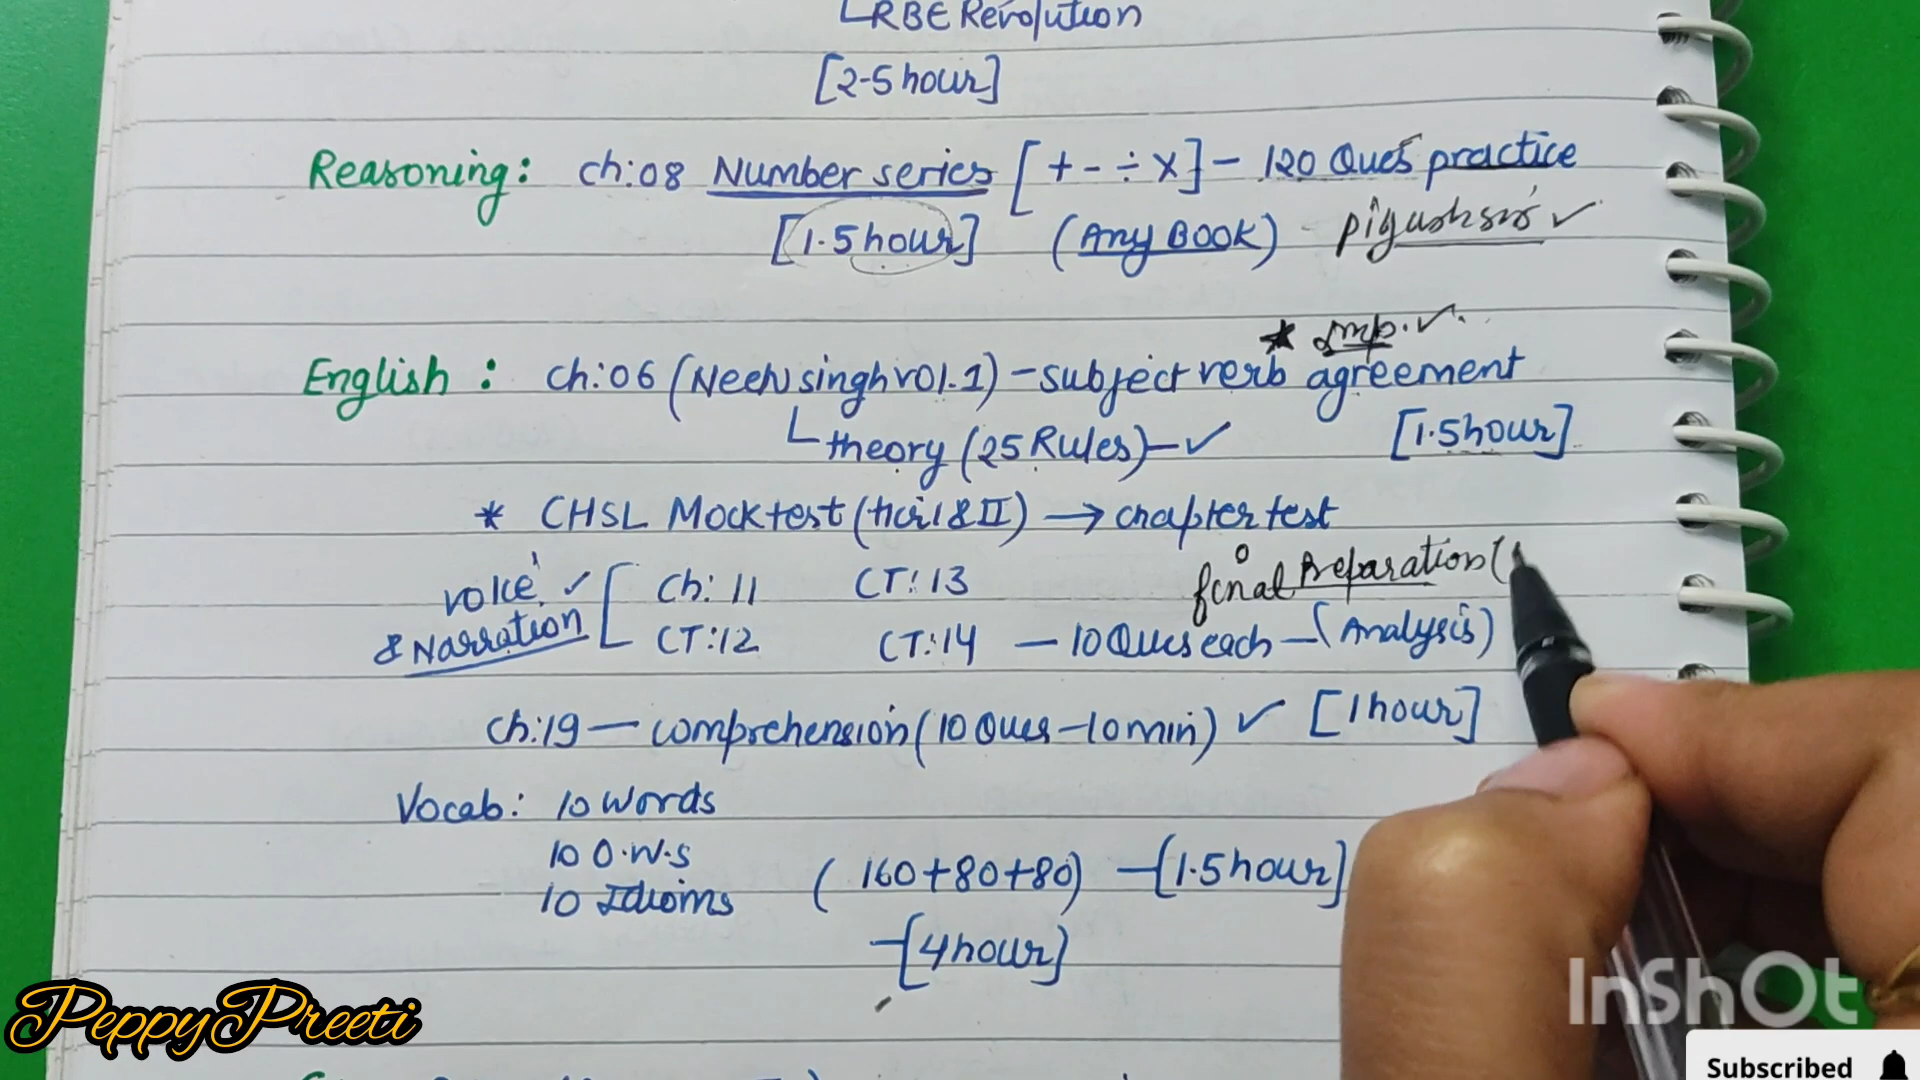 RBE Revolution
[2-5 hour]
Reasoning: Ch:08 Number series [+ - ÷ ×] - 120 Ques practice
[1.5 hour] (Any BOOK) - piyush sir ✓
* Imp. ✓
English: ch:06 (Neetu singh vol.1) - subject verb agreement
theory (25 Rules) - ✓ [1.5 hour]
* CHSL Mock test (tier I & II) → chapter test
final Preparation (
voice ✓ [ Ch: 11 CT: 13
& Narration CT: 12 CT: 14 - 10 Ques each - (Analysis)
Ch:19 - comprehension (10 Ques - 10 min) ✓ [1 hour]
Vocab: 10 words
10 O.W.S
10 Idioms (160+80+80) - [1.5 hour]
- [4 hour]
PeppyPreeti
InShOt
Subscribed